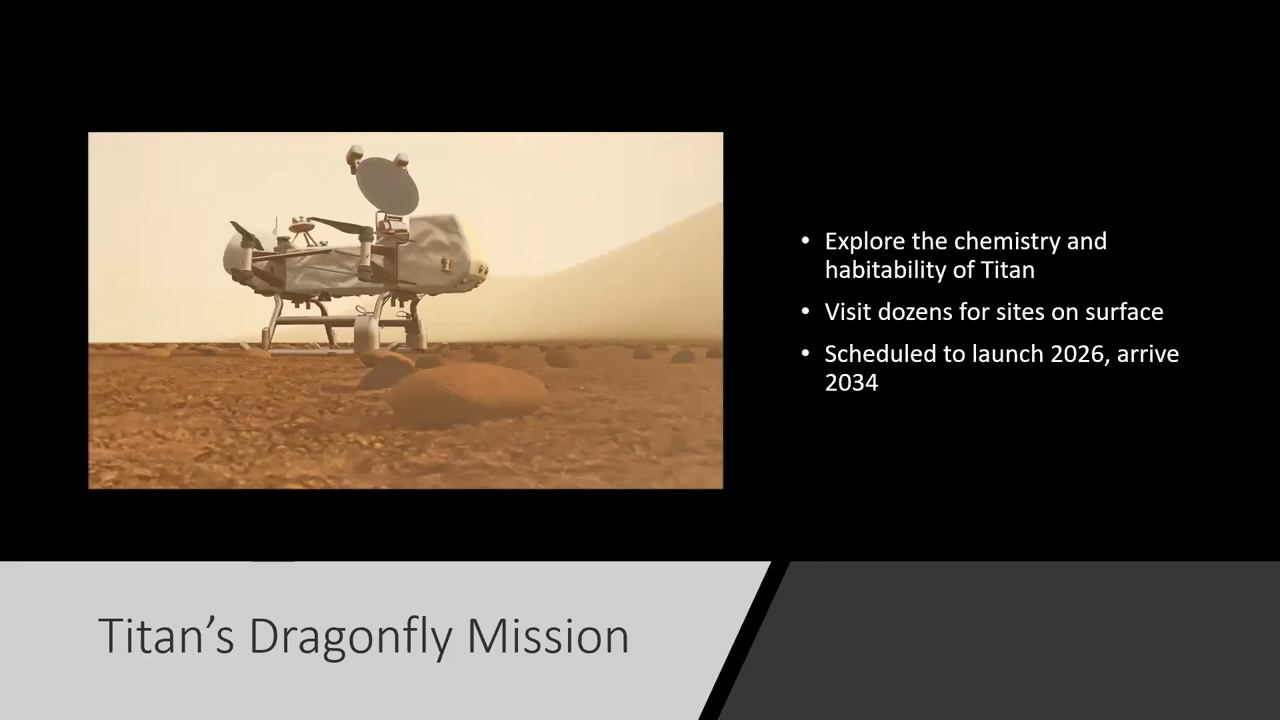 • Explore the chemistry and
habitability of Titan
• Visit dozens for sites on surface
• Scheduled to launch 2026, arrive
2034
Titan’s Dragonfly Mission